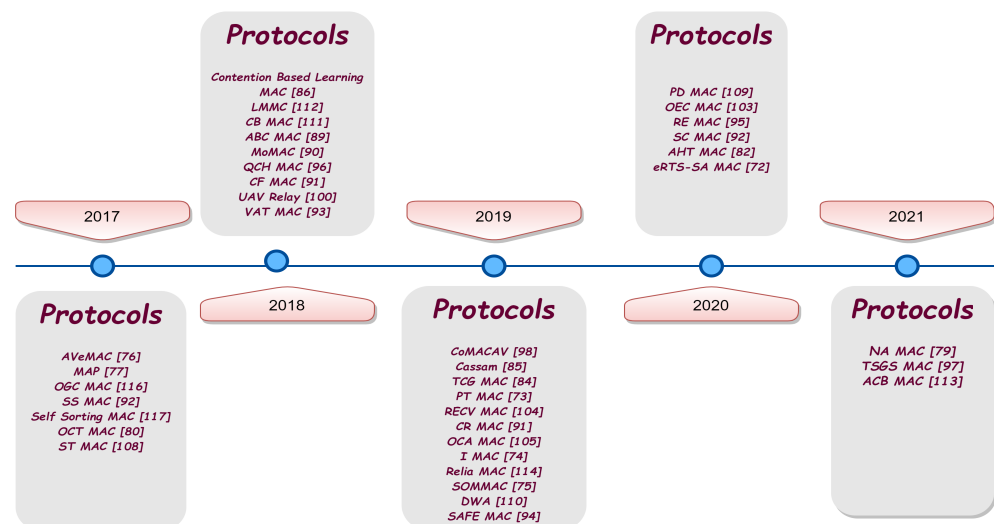 Protocols
Contention Based Learning
MAC [86]
LMMC [112]
CB MAC [111]
ABC MAC [89]
MoMAC [90]
QCH MAC [96]
CF MAC [91]
UAV Relay [100]
VAT MAC [93]
Protocols
PD MAC [109]
OEC MAC [103]
RE MAC [95]
SC MAC [92]
AHT MAC [82]
eRTS-SA MAC [72]
2017
2019
2021
2018
2020
Protocols
AVeMAC [76]
MAP [77]
OGC MAC [116]
SS MAC [92]
Self Sorting MAC [117]
OCT MAC [80]
ST MAC [108]
Protocols
CoMACAV [98]
Cassam [85]
TCG MAC [84]
PT MAC [73]
RECV MAC [104]
CR MAC [91]
OCA MAC [105]
I MAC [74]
Relia MAC [114]
SOMMAC [75]
DWA [110]
SAFE MAC [94]
Protocols
NA MAC [79]
TSGS MAC [97]
ACB MAC [113]